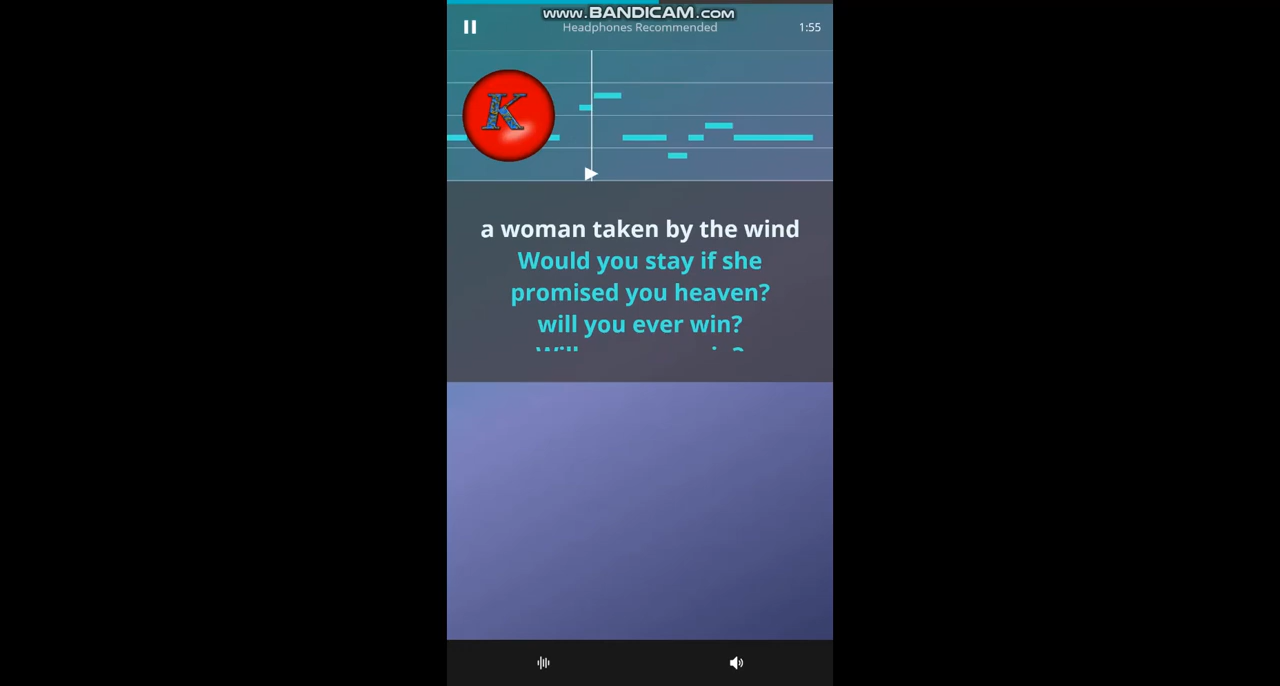 www.BANDICAM.com
Headphones Recommended
1:55
K
a woman taken by the wind
Would you stay if she
promised you heaven?
will you ever win?